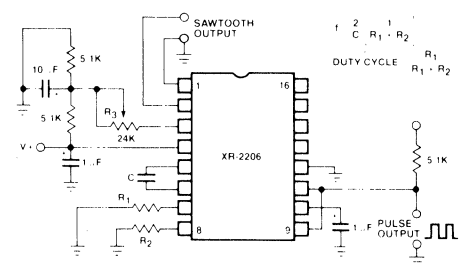 SAWTOOTH
OUTPUT
f 2 1
C R1 · R2
DUTY CYCLE R1
R1 · R2
10 .F
5 1K
5 1K
R3
24K
V +
1 ..F
C
R1
R2
1
16
XR-2206
8
9
5 1K
1 ..F
PULSE
OUTPUT